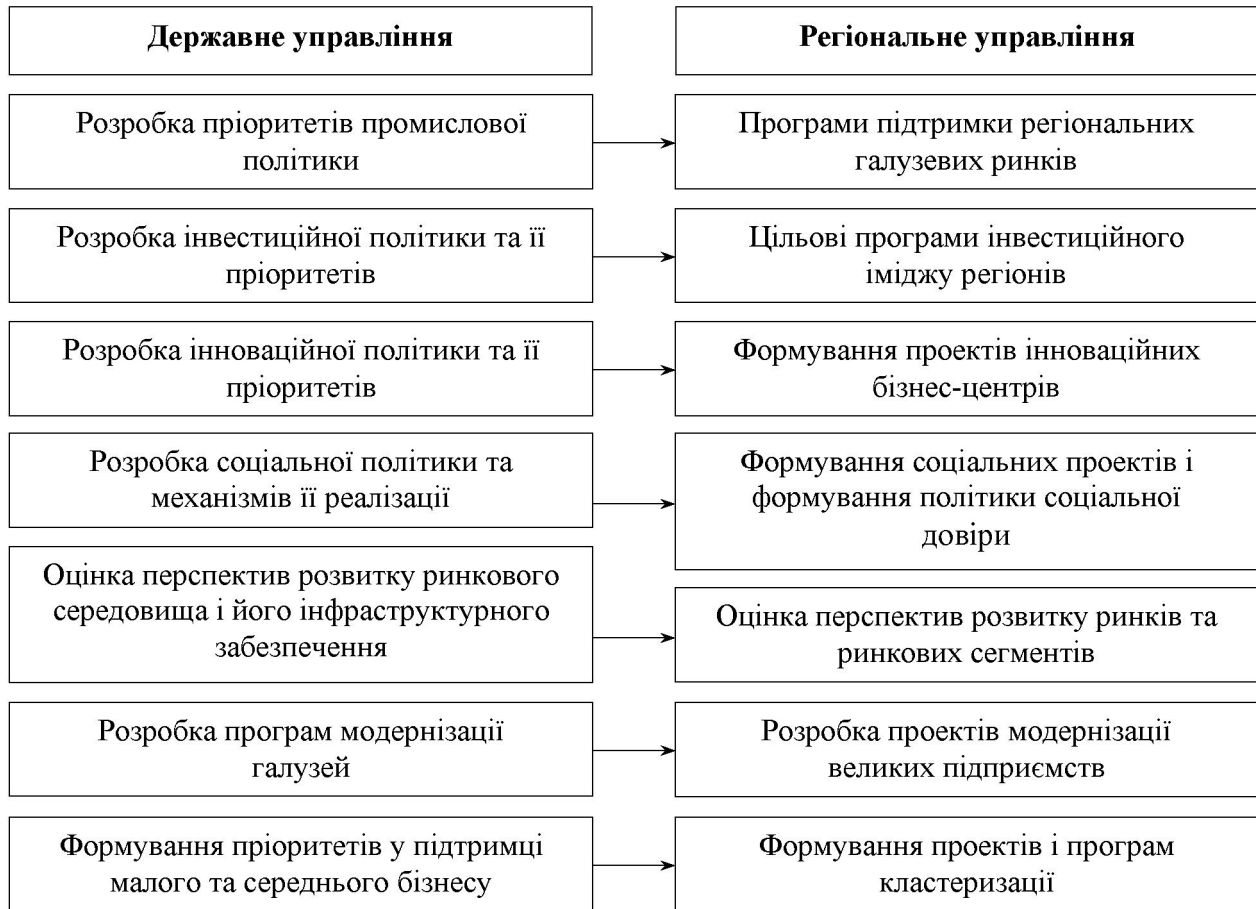 Державне управління
Регіональне управління
Розробка пріоритетів промислової
політики
Програми підтримки регіональних
галузевих ринків
Розробка інвестиційної політики та її
пріоритетів
Цільові програми інвестиційного
іміджу регіонів
Розробка інноваційної політики та її
пріоритетів
Формування проектів інноваційних
бізнес-центрів
Розробка соціальної політики та
механізмів її реалізації
Формування соціальних проектів і
формування політики соціальної
довіри
Оцінка перспектив розвитку ринкового
середовища і його інфраструктурного
забезпечення
Оцінка перспектив розвитку ринків та
ринкових сегментів
Розробка програм модернізації
галузей
Розробка проектів модернізації
великих підприємств
Формування пріоритетів у підтримці
малого та середнього бізнесу
Формування проектів і програм
кластеризації